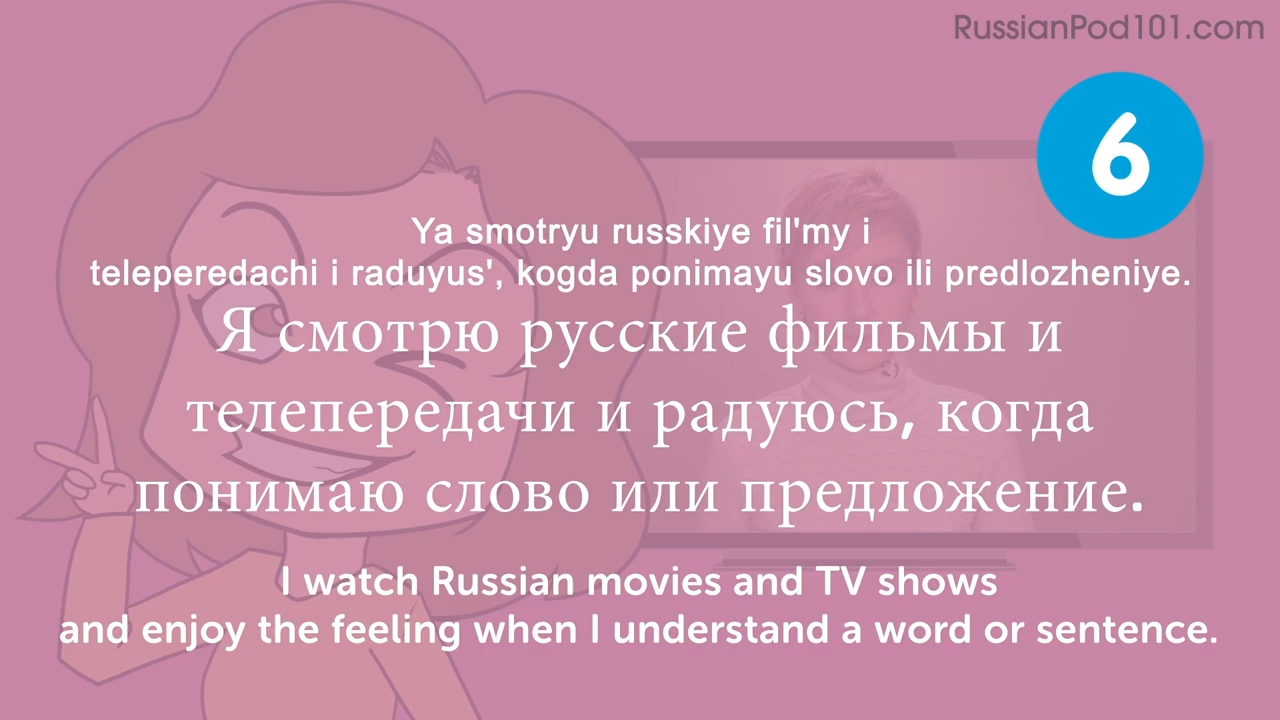 RussianPod101.com
6
Ya smotryu russkiye fil'my i
teleperedachi i raduyus', kogda ponimayu slovo ili predlozheniye.
Я смотрю русские фильмы и
телепередачи и радуюсь, когда
понимаю слово или предложение.
I watch Russian movies and TV shows
and enjoy the feeling when I understand a word or sentence.